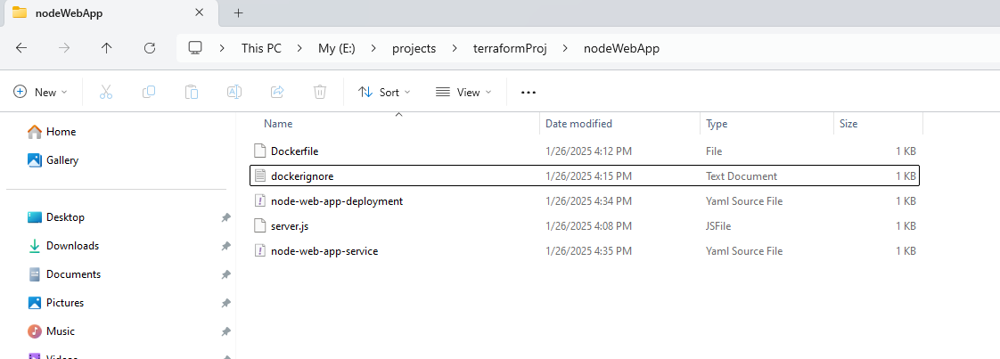 nodeWebApp
This PC > My (E:) > projects > terraformProj > nodeWebApp
New Sort View
Name Date modified Type Size
Home
Gallery
Desktop
Downloads
Documents
Pictures
Music
Videos
Dockerfile 1/26/2025 4:12 PM File 1 KB
dockerignore 1/26/2025 4:15 PM Text Document 1 KB
node-web-app-deployment 1/26/2025 4:34 PM Yaml Source File 1 KB
server.js 1/26/2025 4:08 PM JSFile 1 KB
node-web-app-service 1/26/2025 4:35 PM Yaml Source File 1 KB